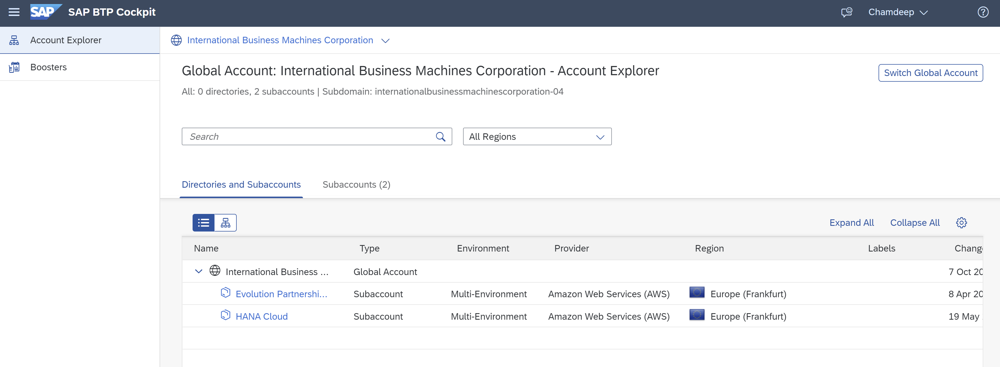 SAP SAP BTP Cockpit Chamdeep ?
Account Explorer
Boosters
International Business Machines Corporation
Global Account: International Business Machines Corporation - Account Explorer
Switch Global Account
All: 0 directories, 2 subaccounts | Subdomain: internationalbusinessmachinescorporation-04
Search All Regions
Directories and Subaccounts Subaccounts (2)
Expand All Collapse All
Name Type Environment Provider Region Labels Chang
International Business ... Global Account 7 Oct 20
Evolution Partnershi... Subaccount Multi-Environment Amazon Web Services (AWS) Europe (Frankfurt) 8 Apr 20
HANA Cloud Subaccount Multi-Environment Amazon Web Services (AWS) Europe (Frankfurt) 19 May